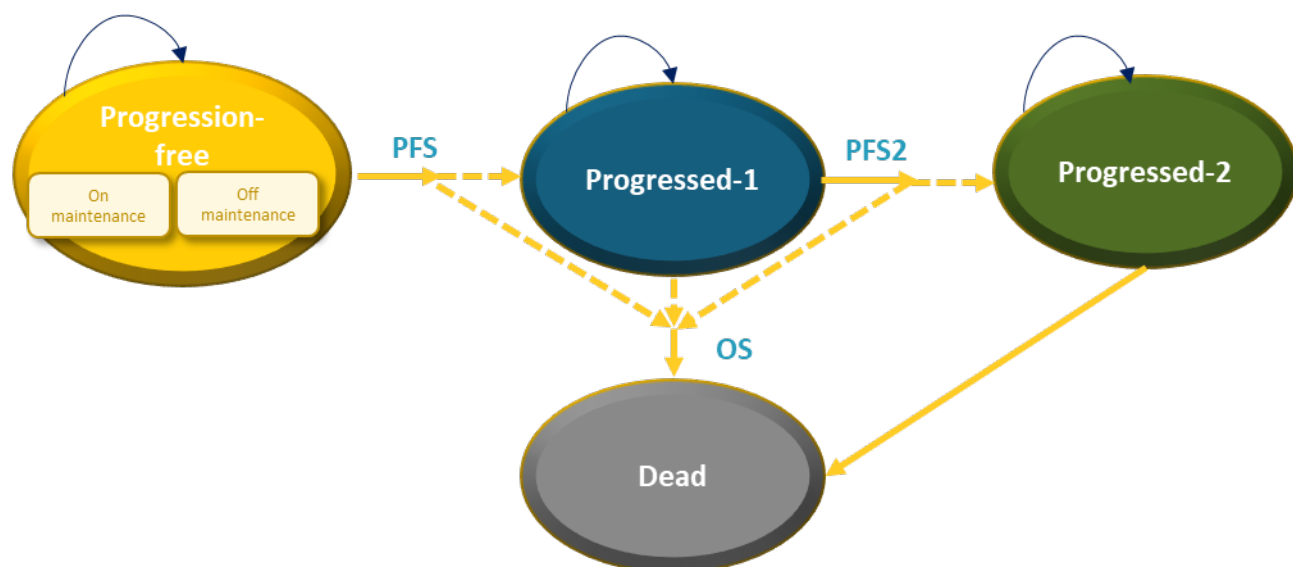 Progression-
free
On
maintenance
Off
maintenance
PFS
Progressed-1
PFS2
Progressed-2
OS
Dead